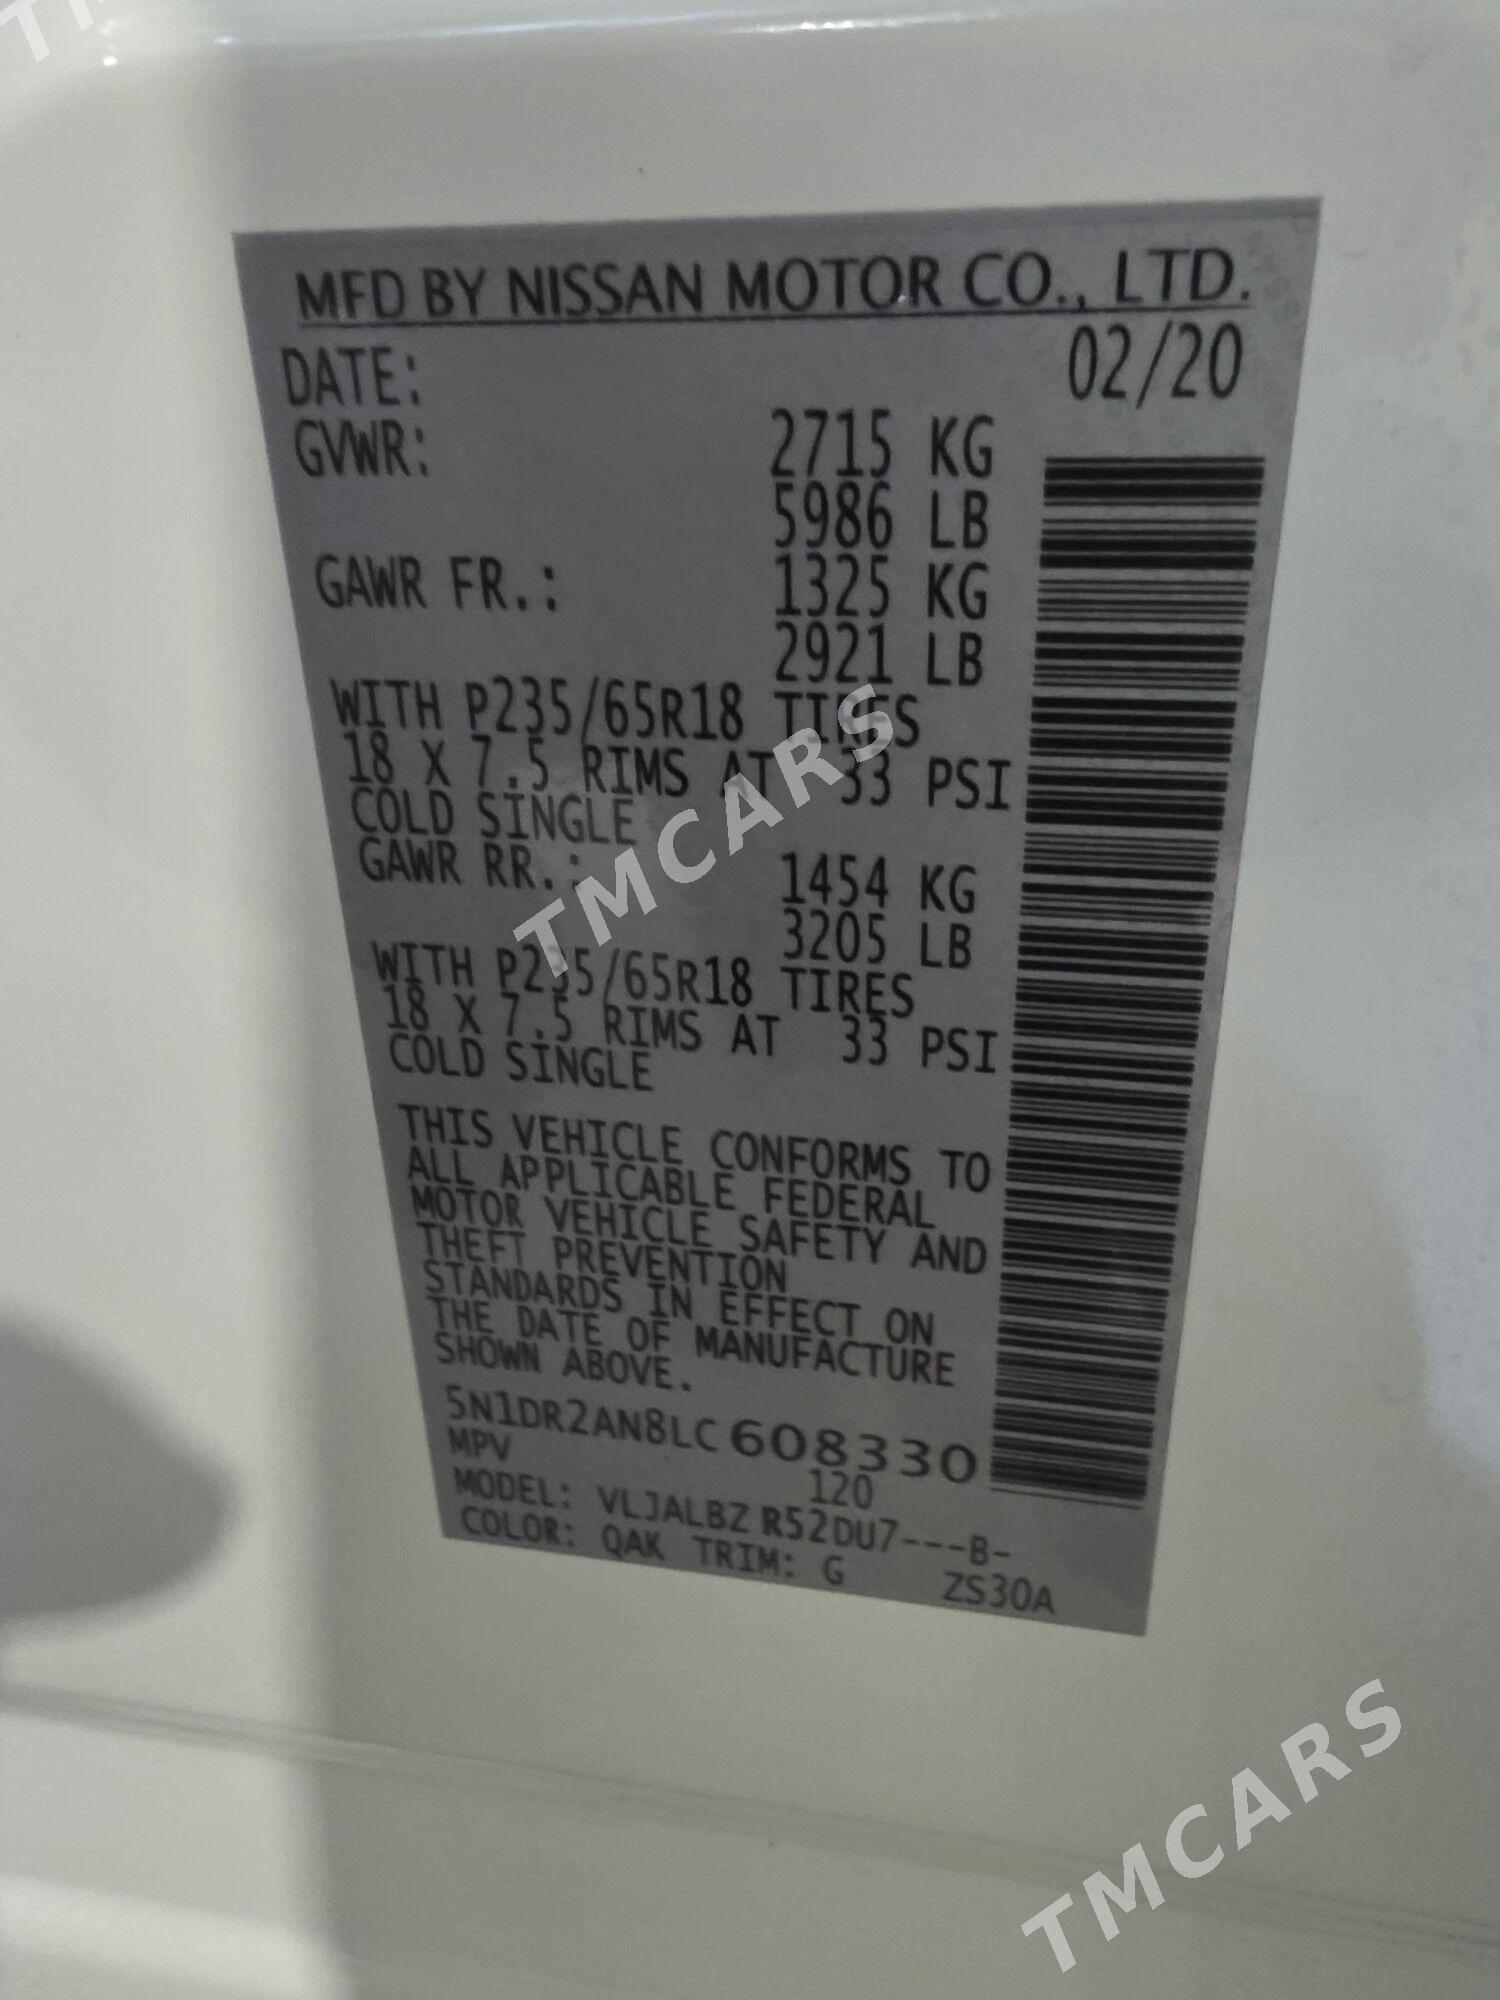 MFD BY NISSAN MOTOR CO., LTD.
DATE: 02/20
GVWR: 2715 KG
5986 LB
GAWR FR.: 1325 KG
2921 LB
WITH P235/65R18 TIRES
18 X 7.5 RIMS AT 33 PSI
COLD SINGLE
GAWR RR.: 1454 KG
3205 LB
WITH P235/65R18 TIRES
18 X 7.5 RIMS AT 33 PSI
COLD SINGLE
THIS VEHICLE CONFORMS TO
ALL APPLICABLE FEDERAL
MOTOR VEHICLE SAFETY AND
THEFT PREVENTION
STANDARDS IN EFFECT ON
THE DATE OF MANUFACTURE
SHOWN ABOVE.
5N1DR2AN8LC608330
MPV 120
MODEL: VLJALBZ R52DU7----B-
COLOR: QAK TRIM: G ZS30A
TMCARS
TMCARS